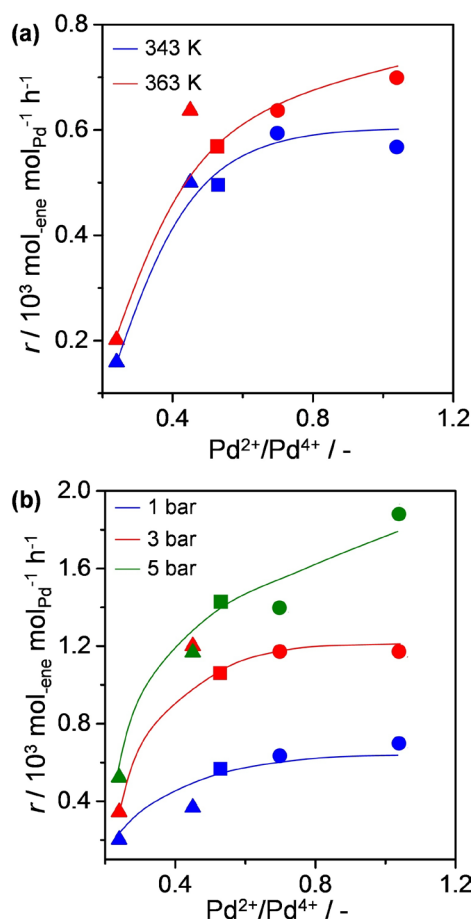 (a)
0.8
343 K
363 K
0.6
0.4
0.2
r / 10³ mol-ene molPd⁻¹ h⁻¹
0.4 0.8 1.2
Pd²⁺/Pd⁴⁺ / -
(b)
2.0
1 bar
3 bar
5 bar
1.6
1.2
0.8
0.4
r / 10³ mol-ene molPd⁻¹ h⁻¹
0.4 0.8 1.2
Pd²⁺/Pd⁴⁺ / -